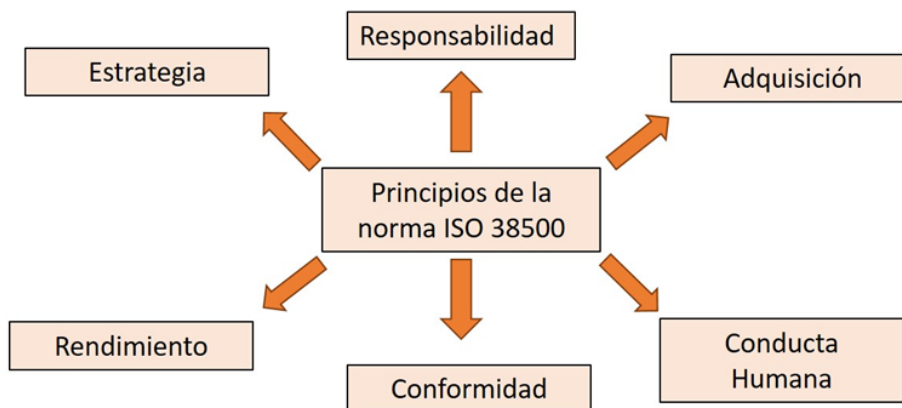 Responsabilidad
Estrategia
Adquisición
Principios de la
norma ISO 38500
Rendimiento
Conformidad
Conducta
Humana